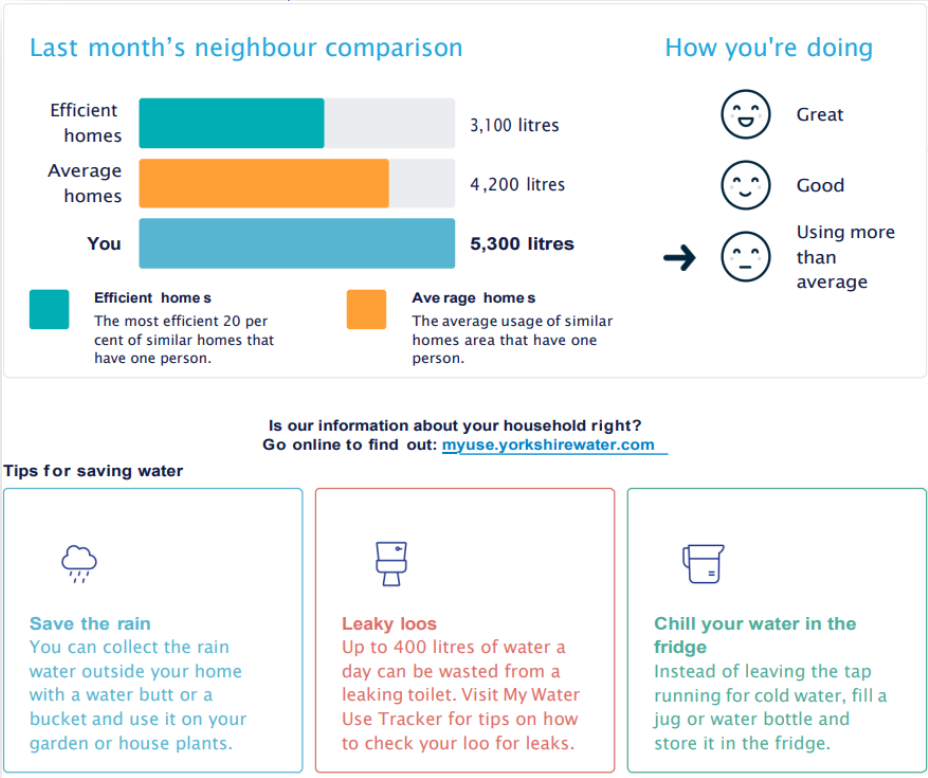 Last month's neighbour comparison
How you're doing
Efficient
homes
3,100 litres
Average
homes
4,200 litres
You
5,300 litres
Great
Good
Using more
than
average
Efficient homes
The most efficient 20 per
cent of similar homes that
have one person.
Average homes
The average usage of similar
homes area that have one
person.
Is our information about your household right?
Go online to find out: myuse.yorkshirewater.com
Tips for saving water
Save the rain
You can collect the rain
water outside your home
with a water butt or a
bucket and use it on your
garden or house plants.
Leaky loos
Up to 400 litres of water a
day can be wasted from a
leaking toilet. Visit My Water
Use Tracker for tips on how
to check your loo for leaks.
Chill your water in the
fridge
Instead of leaving the tap
running for cold water, fill a
jug or water bottle and
store it in the fridge.